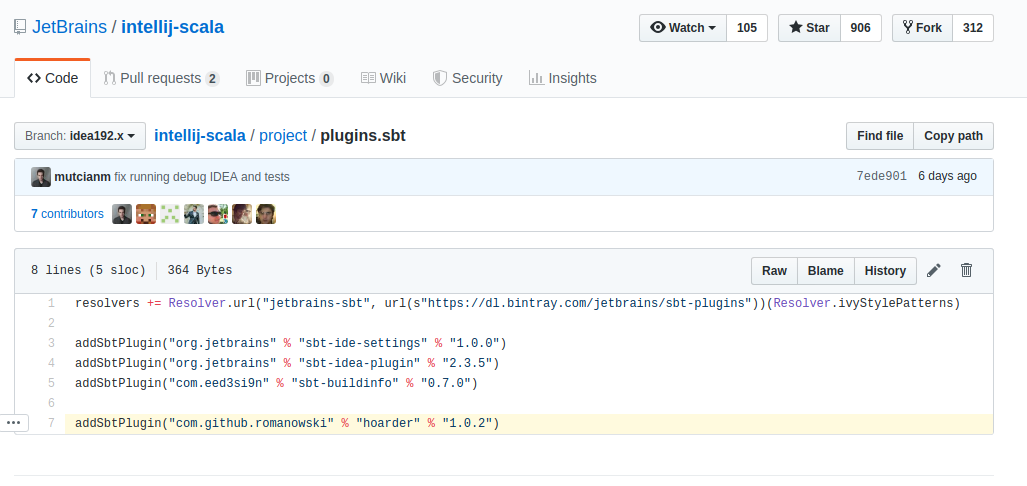 JetBrains / intellij-scala
Watch 105 Star 906 Fork 312
Code Pull requests 2 Projects 0 Wiki Security Insights
Branch: idea192.x intellij-scala / project / plugins.sbt Find file Copy path
mutcianm fix running debug IDEA and tests 7ede901 6 days ago
7 contributors
8 lines (5 sloc) 364 Bytes Raw Blame History
1 resolvers += Resolver.url("jetbrains-sbt", url(s"https://dl.bintray.com/jetbrains/sbt-plugins"))(Resolver.ivyStylePatterns)
2
3 addSbtPlugin("org.jetbrains" % "sbt-ide-settings" % "1.0.0")
4 addSbtPlugin("org.jetbrains" % "sbt-idea-plugin" % "2.3.5")
5 addSbtPlugin("com.eed3si9n" % "sbt-buildinfo" % "0.7.0")
6
... 7 addSbtPlugin("com.github.romanowski" % "hoarder" % "1.0.2")